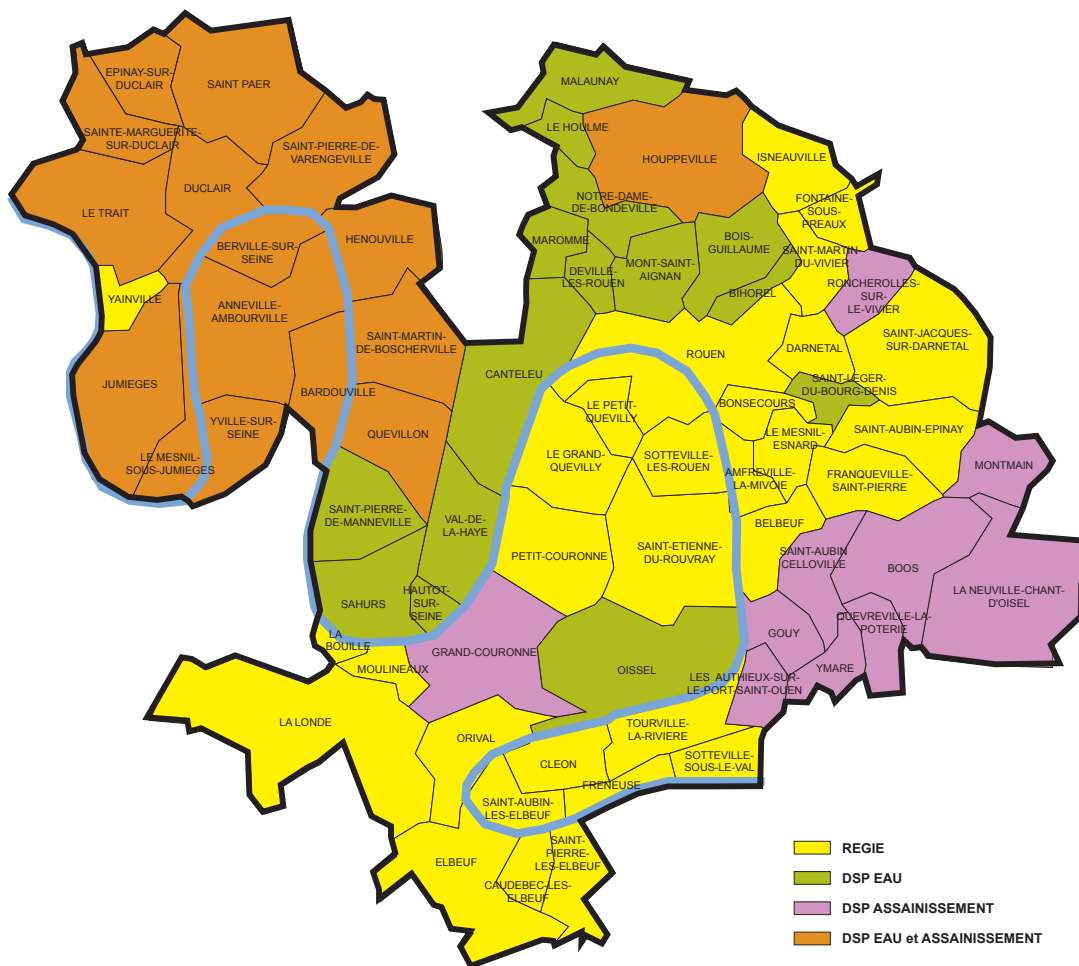 EPINAY-SUR-
DUCLAIR
SAINT PAER
SAINTE-MARGUERITE-
SUR-DUCLAIR
SAINT-PIERRE-DE-
VARENGEVILLE
DUCLAIR
LE TRAIT
BERVILLE-SUR-
SEINE
HENOUVILLE
YAINVILLE
ANNEVILLE-
AMBOURVILLE
SAINT-MARTIN-
DE-BOSCHERVILLE
JUMIEGES
BARDOUVILLE
YVILLE-SUR-
SEINE
QUEVILLON
LE MESNIL-
SOUS-JUMIEGES
MALAUNAY
LE HOULME
HOUPPEVILLE
ISNEAUVILLE
NOTRE-DAME-
DE-BONDEVILLE
FONTAINE-
SOUS-
PREAUX
MAROMME
BOIS-
GUILLAUME
MONT-SAINT-
AIGNAN
DEVILLE-
LES-ROUEN
SAINT-MARTIN
DU-VIVIER
BIHOREL
RONCHEROLLES-
SUR-
LE-VIVIER
SAINT-JACQUES-
SUR-DARNETAL
ROUEN
DARNETAL
CANTELEU
SAINT-LEGER-
DU-BOURG-DENIS
LE PETIT-
QUEVILLY
BONSECOURS
LE MESNIL-
ESNARD
SAINT-AUBIN-EPINAY
LE GRAND-
QUEVILLY
SOTTEVILLE-
LES-ROUEN
AMFREVILLE-
LA-MIVOIE
FRANQUEVILLE-
SAINT-PIERRE
MONTMAIN
SAINT-PIERRE-
DE-MANNEVILLE
VAL-DE-
LA-HAYE
BELBEUF
PETIT-COURONNE
SAINT-ETIENNE-
DU-ROUVRAY
SAINT-AUBIN
CELLOVILLE
BOOS
LA NEUVILLE-CHANT-
D'OISEL
SAHURS
HAUTOT-
SUR-
SEINE
QUEVREVILLE-LA-
POTERIE
LA
BOUILLE
GOUY
MOULINEAUX
GRAND-COURONNE
OISSEL
YMARE
LES AUTHIEUX-SUR-
LE-PORT-SAINT-OUEN
LA LONDE
ORIVAL
TOURVILLE-
LA-RIVIERE
CLEON
SOTTEVILLE-
SOUS-LE-VAL
FRENEUSE
SAINT-AUBIN-
LES-ELBEUF
ELBEUF
SAINT-
PIERRE-
LES-ELBEUF
CAUDEBEC-LES-
ELBEUF
REGIE
DSP EAU
DSP ASSAINISSEMENT
DSP EAU et ASSAINISSEMENT